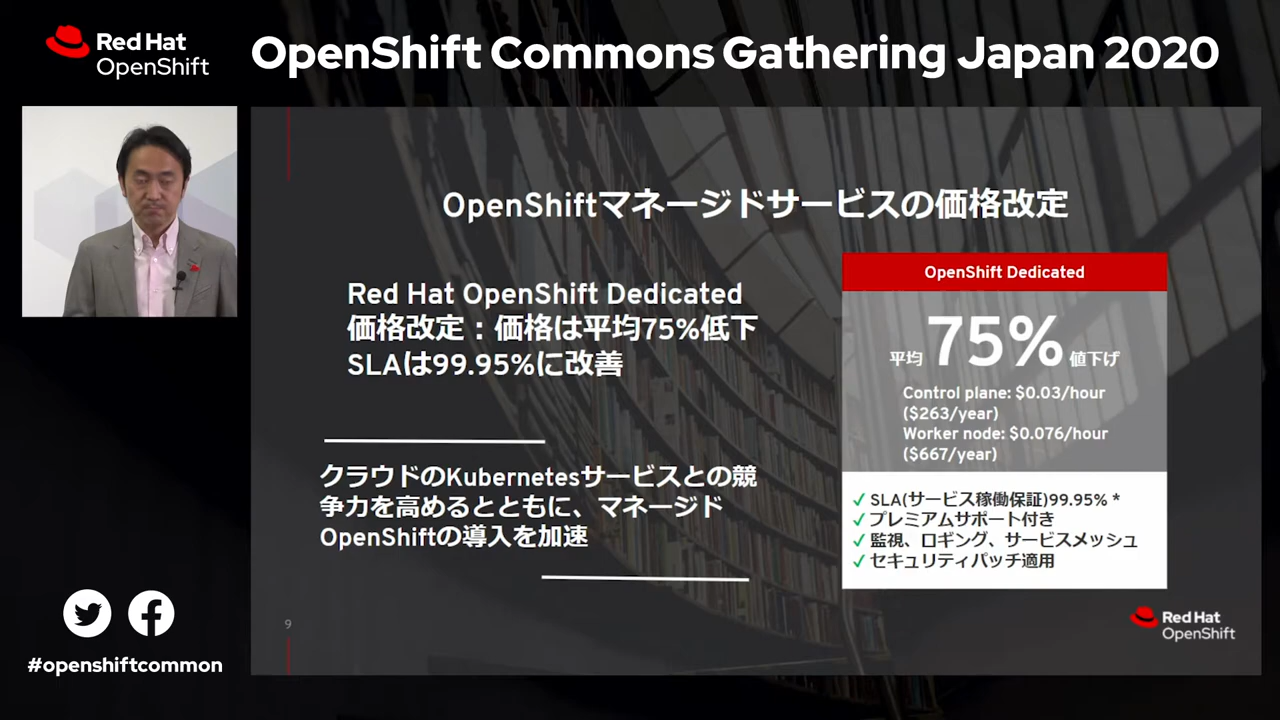 Red Hat
OpenShift
OpenShift Commons Gathering Japan 2020
OpenShiftマネージドサービスの価格改定
Red Hat OpenShift Dedicated
価格改定：価格は平均75%低下
SLAは99.95%に改善
クラウドのKubernetesサービスとの競
争力を高めるとともに、マネージド
OpenShiftの導入を加速
OpenShift Dedicated
平均 75% 値下げ
Control plane: $0.03/hour
($263/year)
Worker node: $0.076/hour
($667/year)
✓ SLA(サービス稼働保証)99.95% *
✓ プレミアムサポート付き
✓ 監視、ロギング、サービスメッシュ
✓ セキュリティパッチ適用
9
Red Hat
OpenShift
#openshiftcommon